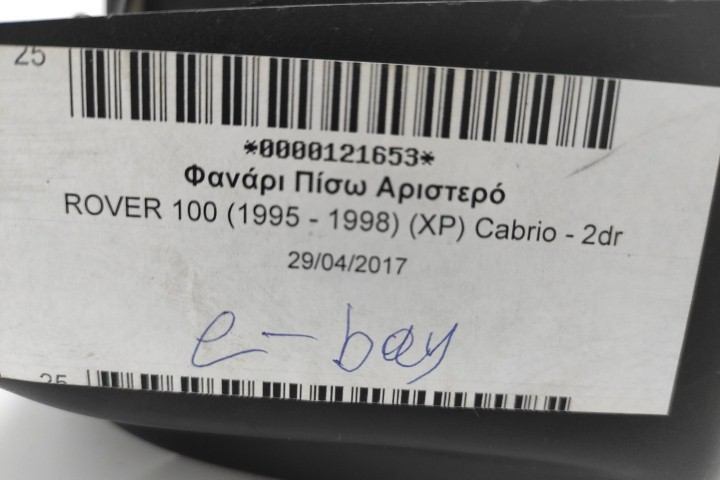 25
*0000121653*
Φανάρι Πίσω Αριστερό
ROVER 100 (1995 - 1998) (XP) Cabrio - 2dr
29/04/2017
e-bay
25